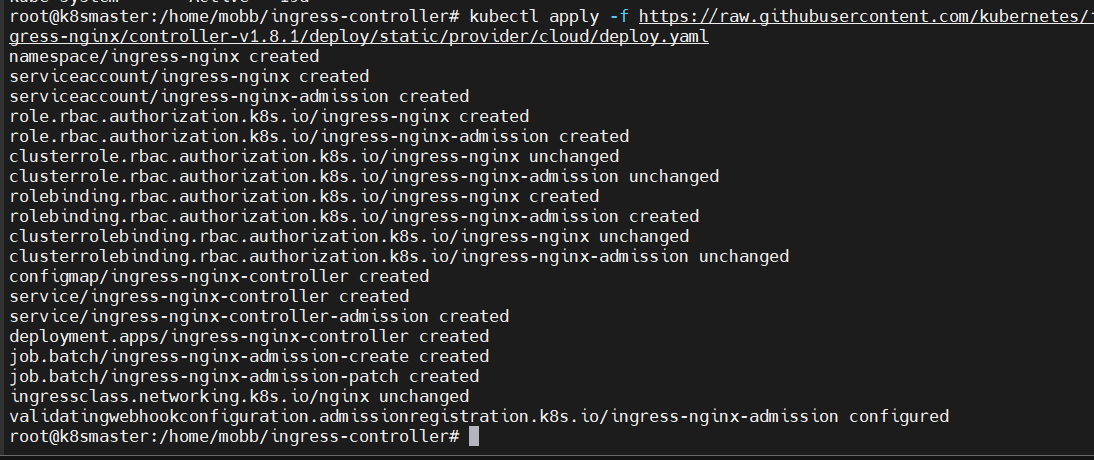 root@k8smaster:/home/mobb/ingress-controller# kubectl apply -f https://raw.githubusercontent.com/kubernetes/
gress-nginx/controller-v1.8.1/deploy/static/provider/cloud/deploy.yaml
namespace/ingress-nginx created
serviceaccount/ingress-nginx created
serviceaccount/ingress-nginx-admission created
role.rbac.authorization.k8s.io/ingress-nginx created
role.rbac.authorization.k8s.io/ingress-nginx-admission created
clusterrole.rbac.authorization.k8s.io/ingress-nginx unchanged
clusterrole.rbac.authorization.k8s.io/ingress-nginx-admission unchanged
rolebinding.rbac.authorization.k8s.io/ingress-nginx created
rolebinding.rbac.authorization.k8s.io/ingress-nginx-admission created
clusterrolebinding.rbac.authorization.k8s.io/ingress-nginx unchanged
clusterrolebinding.rbac.authorization.k8s.io/ingress-nginx-admission unchanged
configmap/ingress-nginx-controller created
service/ingress-nginx-controller created
service/ingress-nginx-controller-admission created
deployment.apps/ingress-nginx-controller created
job.batch/ingress-nginx-admission-create created
job.batch/ingress-nginx-admission-patch created
ingressclass.networking.k8s.io/nginx unchanged
validatingwebhookconfiguration.admissionregistration.k8s.io/ingress-nginx-admission configured
root@k8smaster:/home/mobb/ingress-controller#